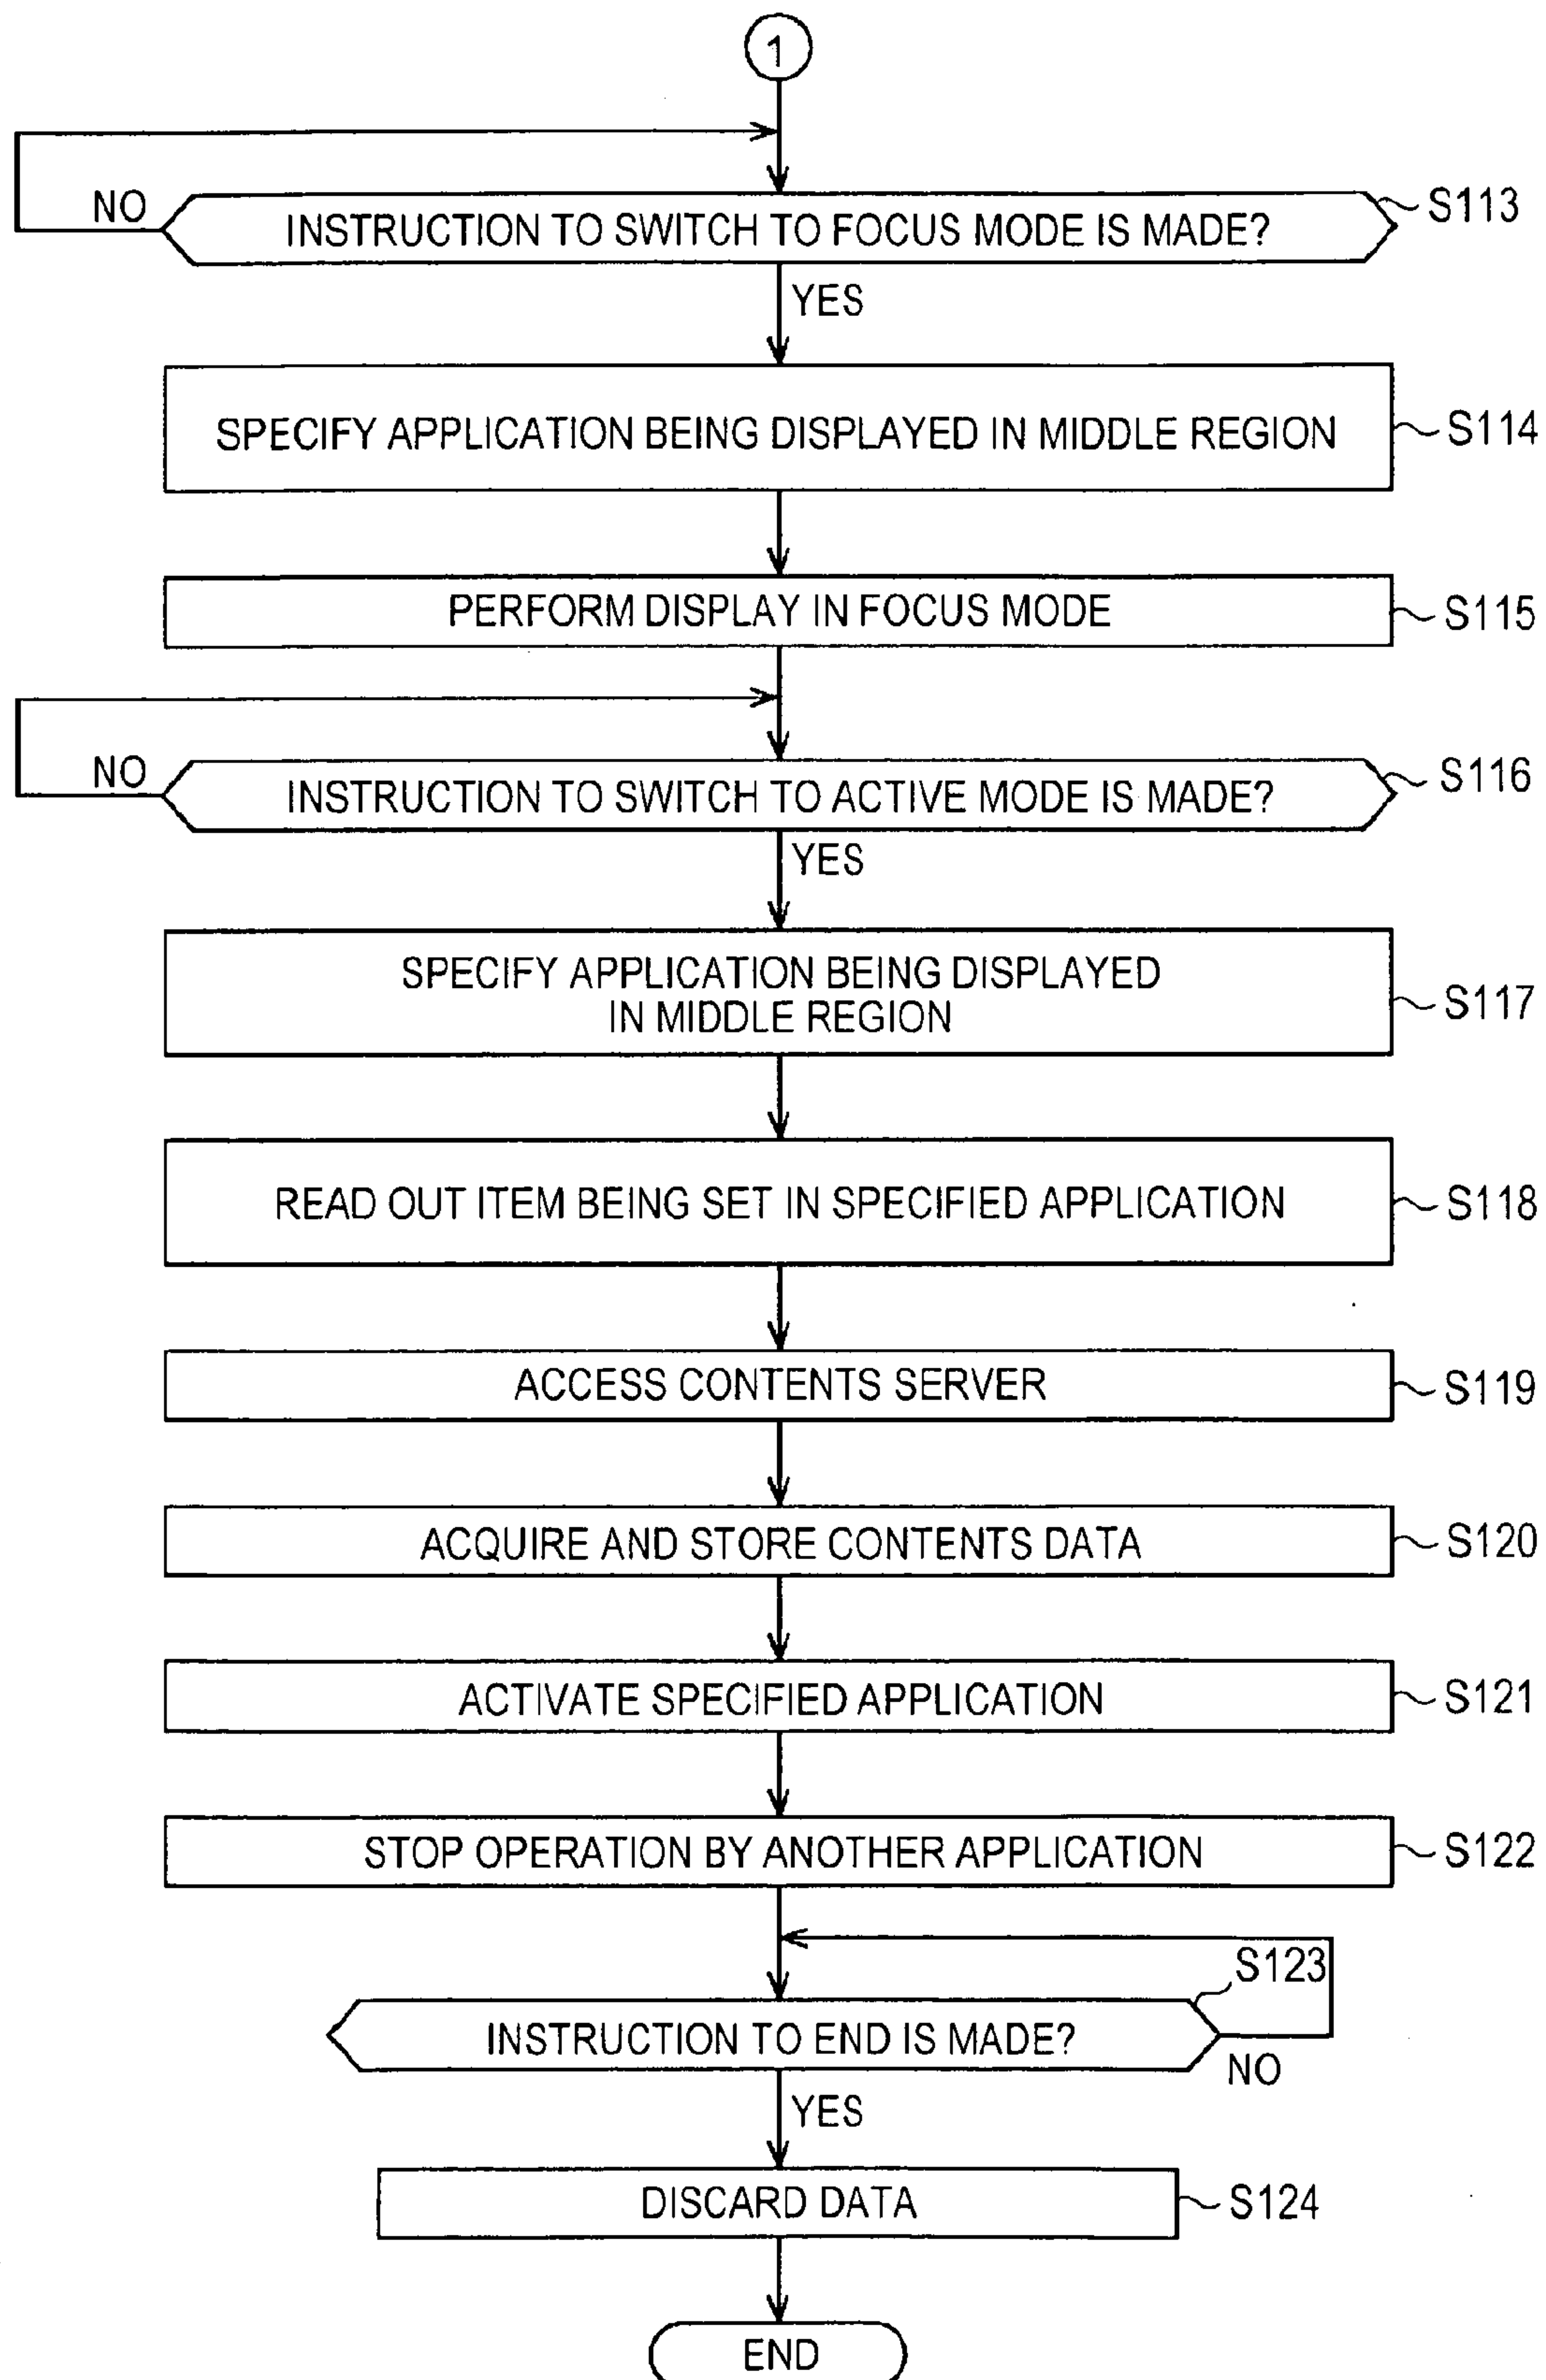 1
NO
INSTRUCTION TO SWITCH TO FOCUS MODE IS MADE?
S113
YES
SPECIFY APPLICATION BEING DISPLAYED IN MIDDLE REGION
S114
PERFORM DISPLAY IN FOCUS MODE
S115
NO
INSTRUCTION TO SWITCH TO ACTIVE MODE IS MADE?
S116
YES
SPECIFY APPLICATION BEING DISPLAYED
IN MIDDLE REGION
S117
READ OUT ITEM BEING SET IN SPECIFIED APPLICATION
S118
ACCESS CONTENTS SERVER
S119
ACQUIRE AND STORE CONTENTS DATA
S120
ACTIVATE SPECIFIED APPLICATION
S121
STOP OPERATION BY ANOTHER APPLICATION
S122
S123
INSTRUCTION TO END IS MADE?
NO
YES
DISCARD DATA
S124
END